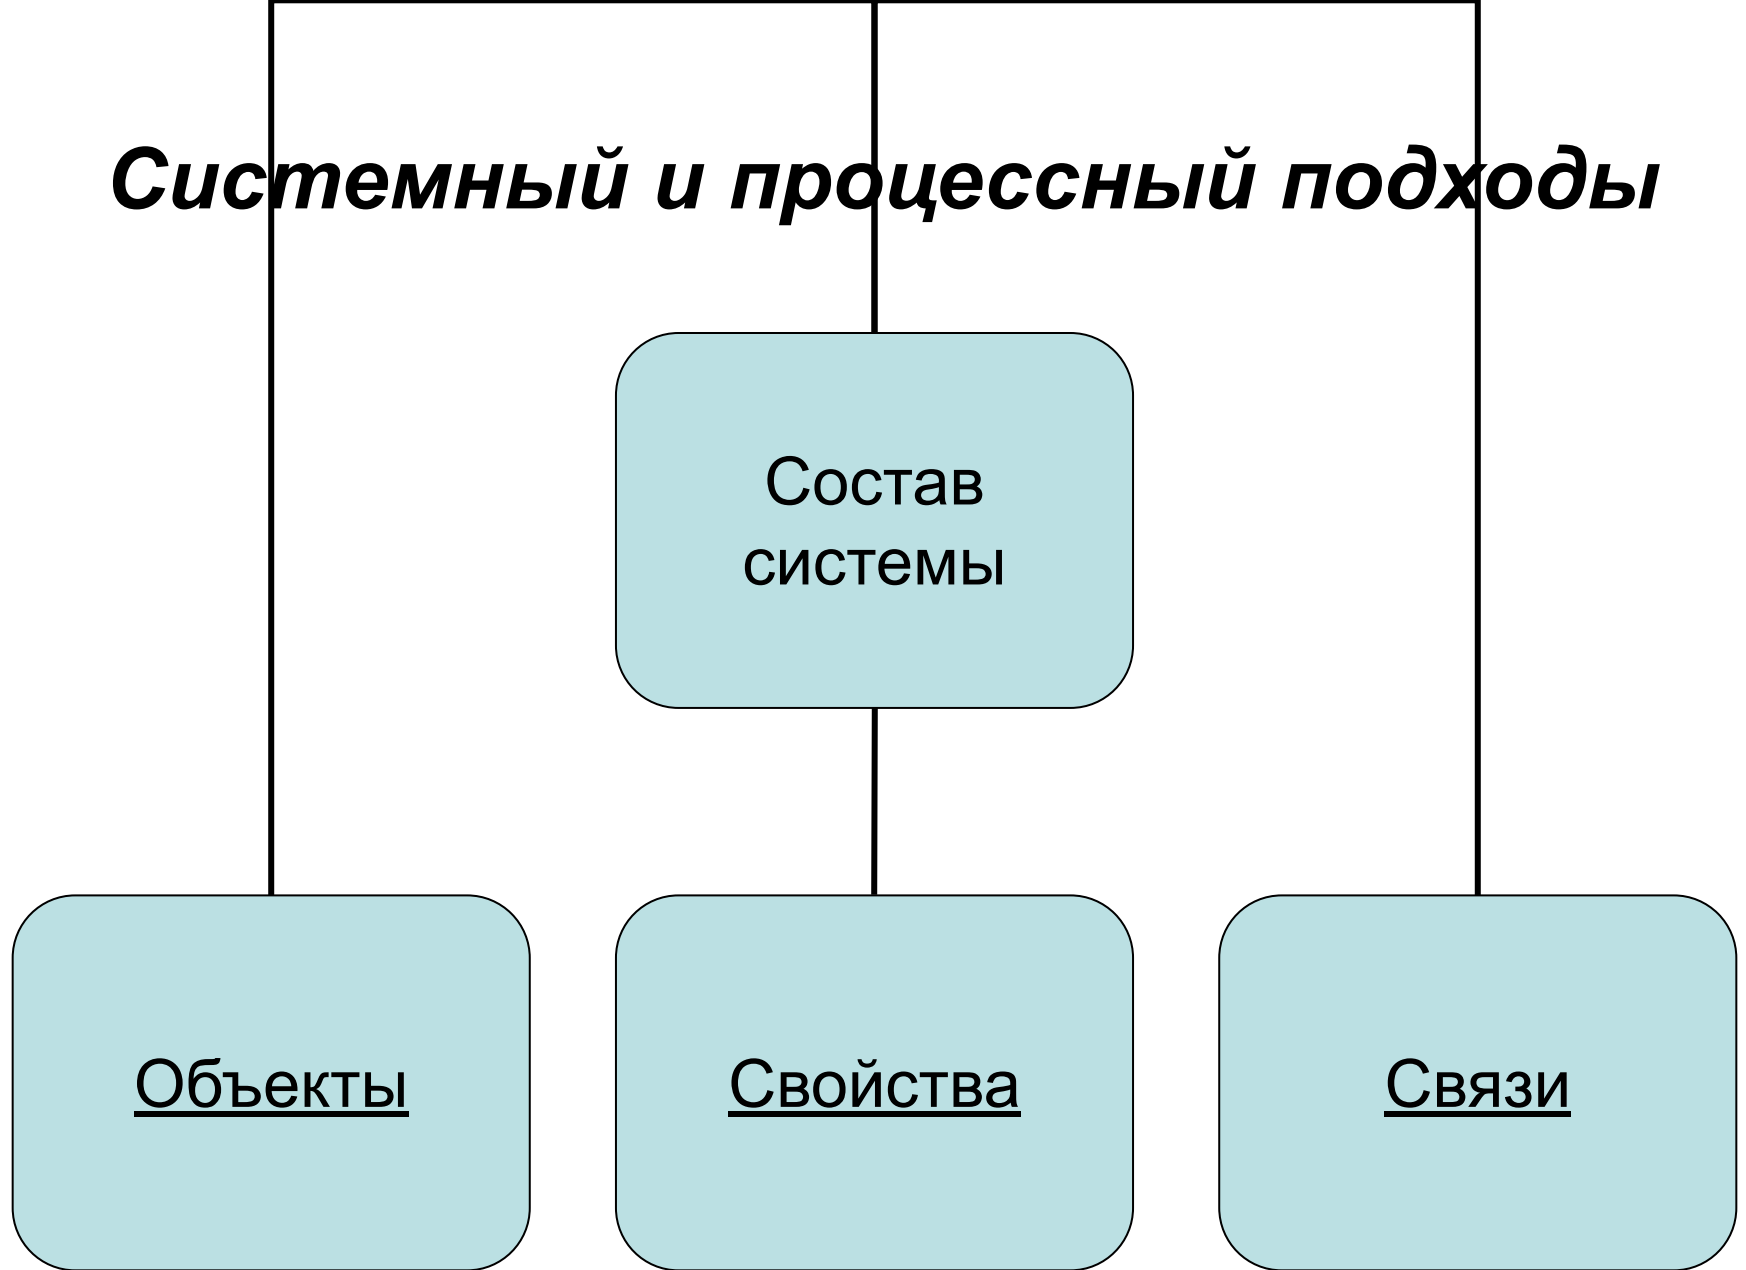 Системный и процессный подходы
Состав
системы
Объекты
Свойства
Связи